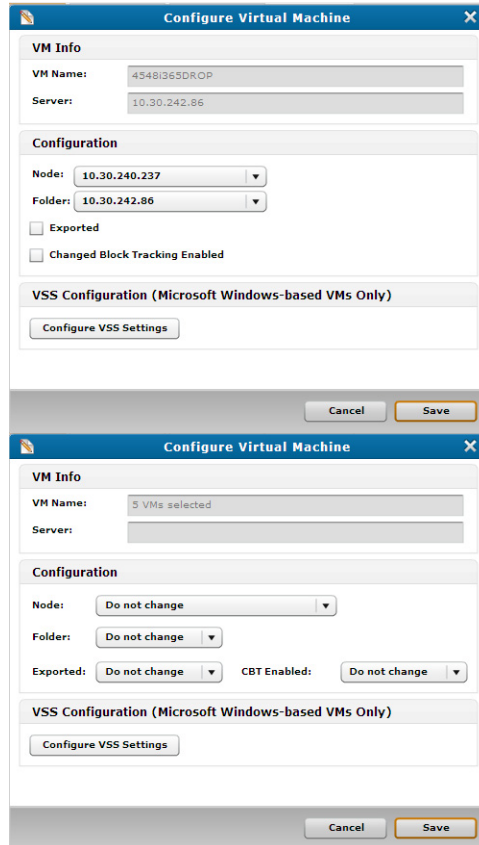 Configure Virtual Machine
VM Info
VM Name: 4548i365DROP
Server: 10.30.242.86
Configuration
Node: 10.30.240.237
Folder: 10.30.242.86
Exported
Changed Block Tracking Enabled
VSS Configuration (Microsoft Windows-based VMs Only)
Configure VSS Settings
Cancel Save
Configure Virtual Machine
VM Info
VM Name: 5 VMs selected
Server:
Configuration
Node: Do not change
Folder: Do not change
Exported: Do not change CBT Enabled: Do not change
VSS Configuration (Microsoft Windows-based VMs Only)
Configure VSS Settings
Cancel Save